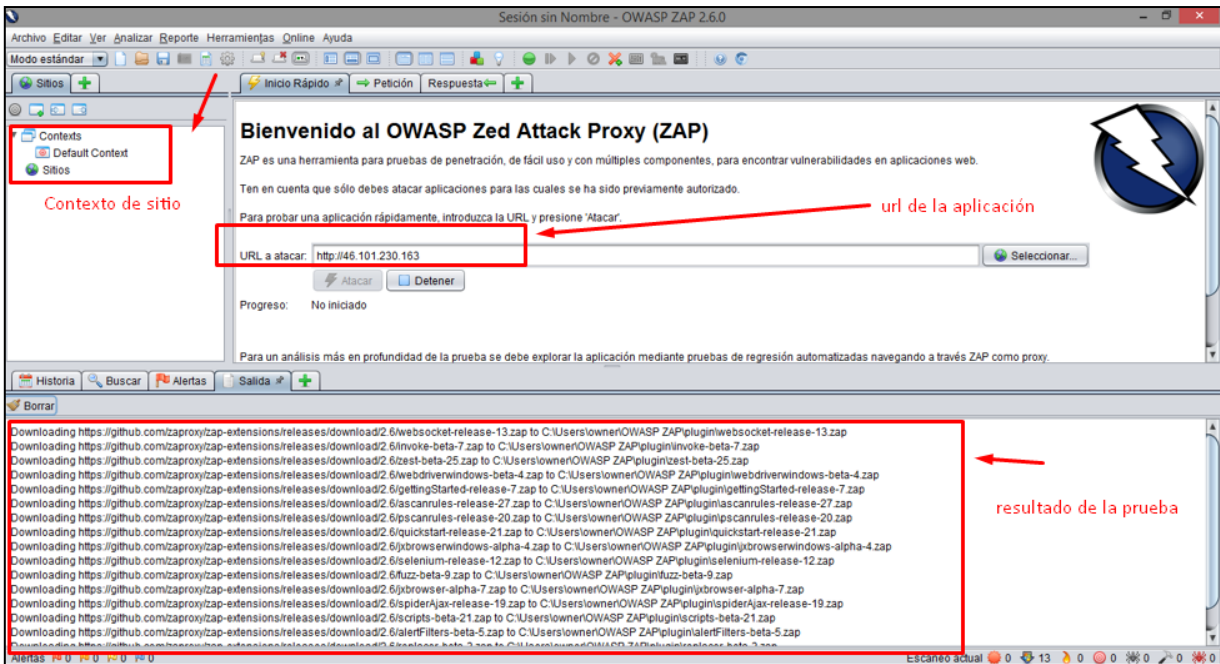 Sesión sin Nombre - OWASP ZAP 2.6.0
Archivo Editar Ver Analizar Reporte Herramientas Online Ayuda
Modo estándar
Sitios
Inicio Rápido
Petición
Respuesta
Contexts
Default Context
Sitios
Contexto de sitio
Bienvenido al OWASP Zed Attack Proxy (ZAP)
ZAP es una herramienta para pruebas de penetración, de fácil uso y con múltiples componentes, para encontrar vulnerabilidades en aplicaciones web.
Ten en cuenta que sólo debes atacar aplicaciones para las cuales se ha sido previamente autorizado.
Para probar una aplicación rápidamente, introduzca la URL y presione 'Atacar'.
url de la aplicación
URL a atacar: http://46.101.230.163 Seleccionar...
Atacar Detener
Progreso: No iniciado
Para un análisis más en profundidad de la prueba se debe explorar la aplicación mediante pruebas de regresión automatizadas navegando a través ZAP como proxy.
Historia Buscar Alertas Salida
Borrar
Downloading https://github.com/zaproxy/zap-extensions/releases/download/2.6/websocket-release-13.zap to C:\Users\owner\OWASP ZAP\plugin\websocket-release-13.zap
Downloading https://github.com/zaproxy/zap-extensions/releases/download/2.6/invoke-beta-7.zap to C:\Users\owner\OWASP ZAP\plugin\invoke-beta-7.zap
Downloading https://github.com/zaproxy/zap-extensions/releases/download/2.6/zest-beta-25.zap to C:\Users\owner\OWASP ZAP\plugin\zest-beta-25.zap
Downloading https://github.com/zaproxy/zap-extensions/releases/download/2.6/webdriverwindows-beta-4.zap to C:\Users\owner\OWASP ZAP\plugin\webdriverwindows-beta-4.zap
Downloading https://github.com/zaproxy/zap-extensions/releases/download/2.6/gettingStarted-release-7.zap to C:\Users\owner\OWASP ZAP\plugin\gettingStarted-release-7.zap
Downloading https://github.com/zaproxy/zap-extensions/releases/download/2.6/ascanrules-release-27.zap to C:\Users\owner\OWASP ZAP\plugin\ascanrules-release-27.zap
Downloading https://github.com/zaproxy/zap-extensions/releases/download/2.6/pscanrules-release-20.zap to C:\Users\owner\OWASP ZAP\plugin\pscanrules-release-20.zap
Downloading https://github.com/zaproxy/zap-extensions/releases/download/2.6/quickstart-release-21.zap to C:\Users\owner\OWASP ZAP\plugin\quickstart-release-21.zap
Downloading https://github.com/zaproxy/zap-extensions/releases/download/2.6/jxbrowserwindows-alpha-4.zap to C:\Users\owner\OWASP ZAP\plugin\jxbrowserwindows-alpha-4.zap
Downloading https://github.com/zaproxy/zap-extensions/releases/download/2.6/selenium-release-12.zap to C:\Users\owner\OWASP ZAP\plugin\selenium-release-12.zap
Downloading https://github.com/zaproxy/zap-extensions/releases/download/2.6/fuzz-beta-9.zap to C:\Users\owner\OWASP ZAP\plugin\fuzz-beta-9.zap
Downloading https://github.com/zaproxy/zap-extensions/releases/download/2.6/jxbrowser-alpha-7.zap to C:\Users\owner\OWASP ZAP\plugin\jxbrowser-alpha-7.zap
Downloading https://github.com/zaproxy/zap-extensions/releases/download/2.6/spiderAjax-release-19.zap to C:\Users\owner\OWASP ZAP\plugin\spiderAjax-release-19.zap
Downloading https://github.com/zaproxy/zap-extensions/releases/download/2.6/scripts-beta-21.zap to C:\Users\owner\OWASP ZAP\plugin\scripts-beta-21.zap
Downloading https://github.com/zaproxy/zap-extensions/releases/download/2.6/alertFilters-beta-5.zap to C:\Users\owner\OWASP ZAP\plugin\alertFilters-beta-5.zap
resultado de la prueba
Alertas 0 0 0 0
Escaneo actual 0 13 0 0 0 0 0